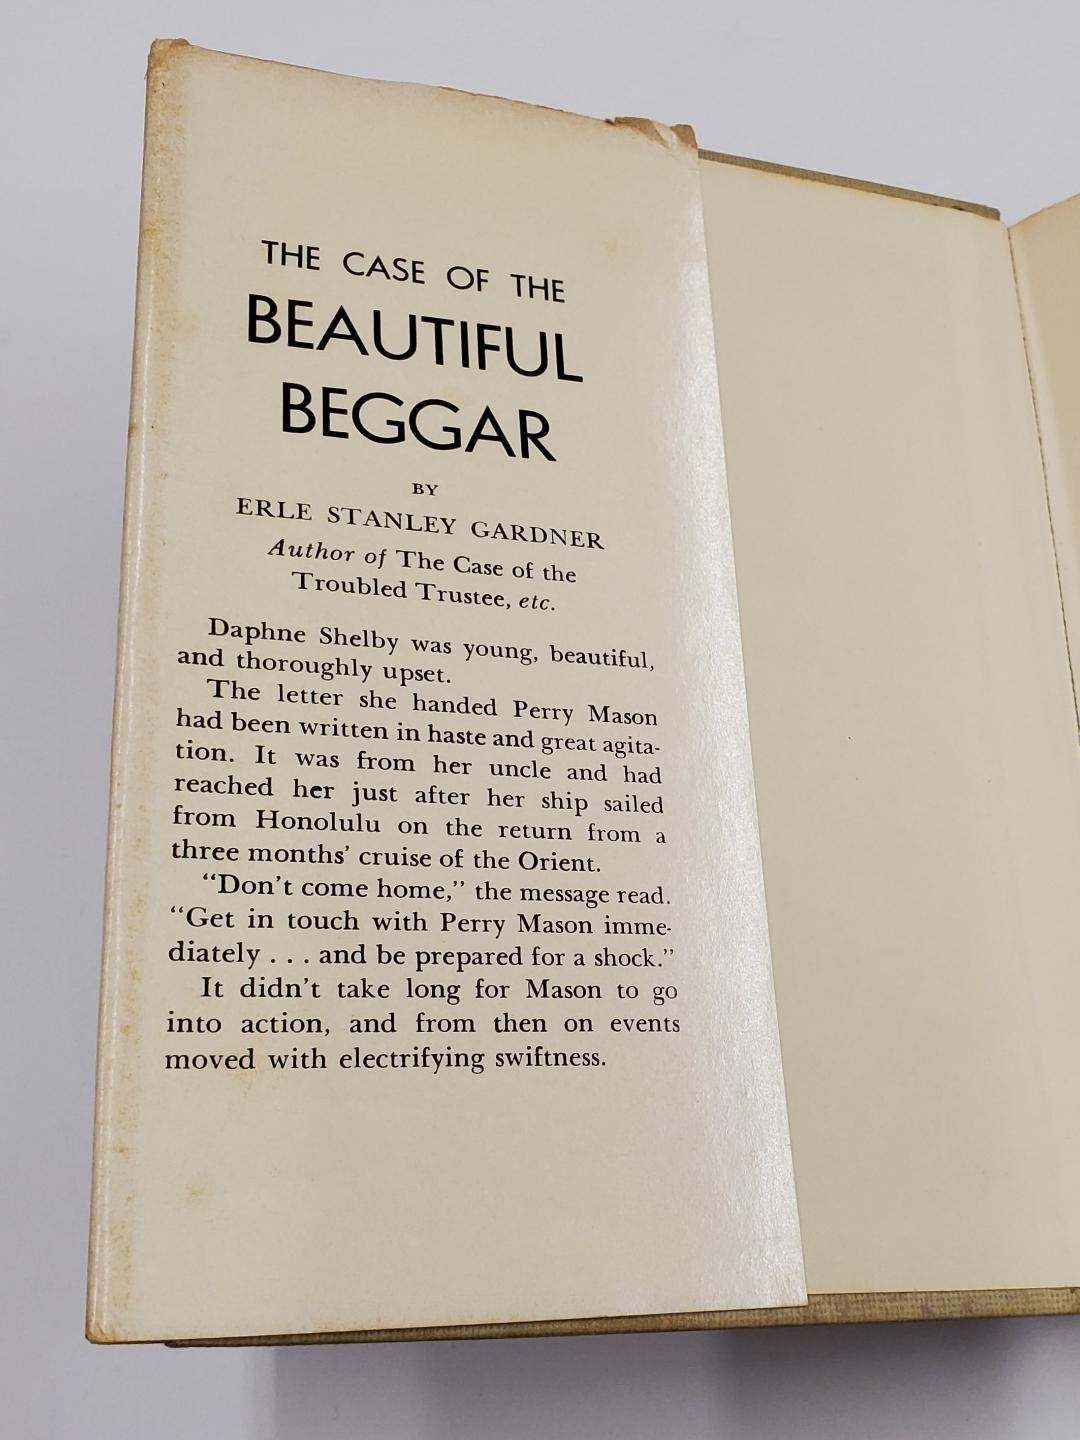 THE CASE OF THE
BEAUTIFUL
BEGGAR
BY
ERLE STANLEY GARDNER
Author of The Case of the
Troubled Trustee, etc.
Daphne Shelby was young, beautiful,
and thoroughly upset.
The letter she handed Perry Mason
had been written in haste and great agita-
tion. It was from her uncle and had
reached her just after her ship sailed
from Honolulu on the return from a
three months' cruise of the Orient.
"Don't come home," the message read.
"Get in touch with Perry Mason imme-
diately . . . and be prepared for a shock."
It didn't take long for Mason to go
into action, and from then on events
moved with electrifying swiftness.